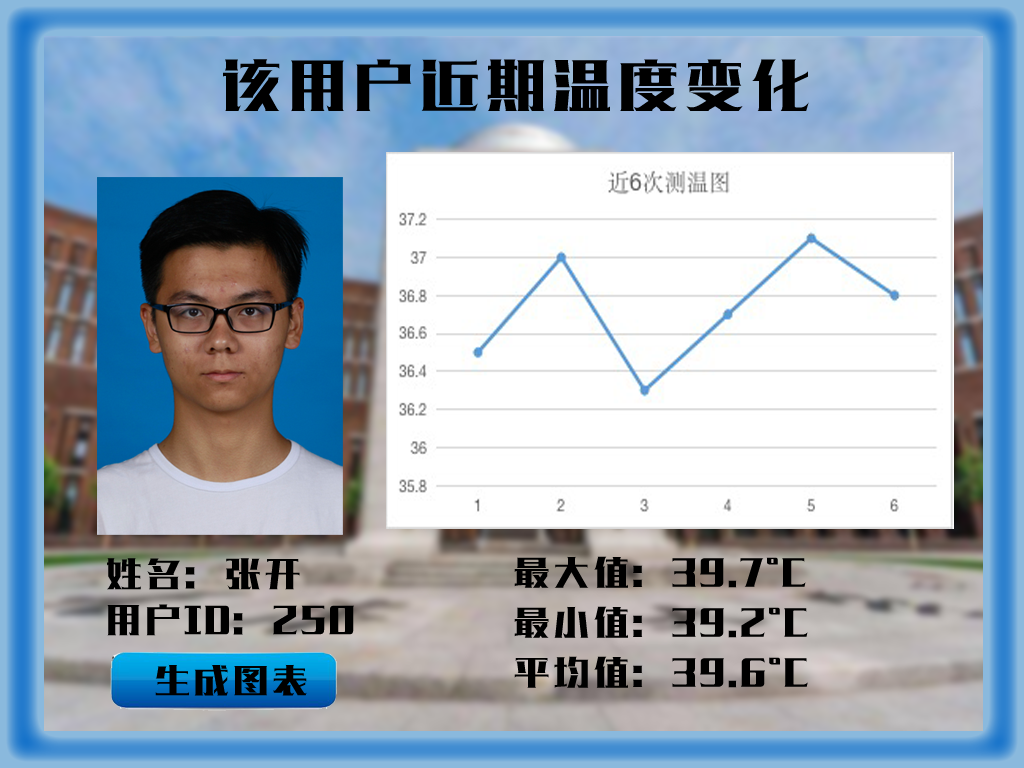 该用户近期温度变化
近6次测温图
37.2
37
36.8
36.6
36.4
36.2
36
35.8
1 2 3 4 5 6
姓名: 张开
用户ID: 250
生成图表
最大值: 39.7℃
最小值: 39.2℃
平均值: 39.6℃